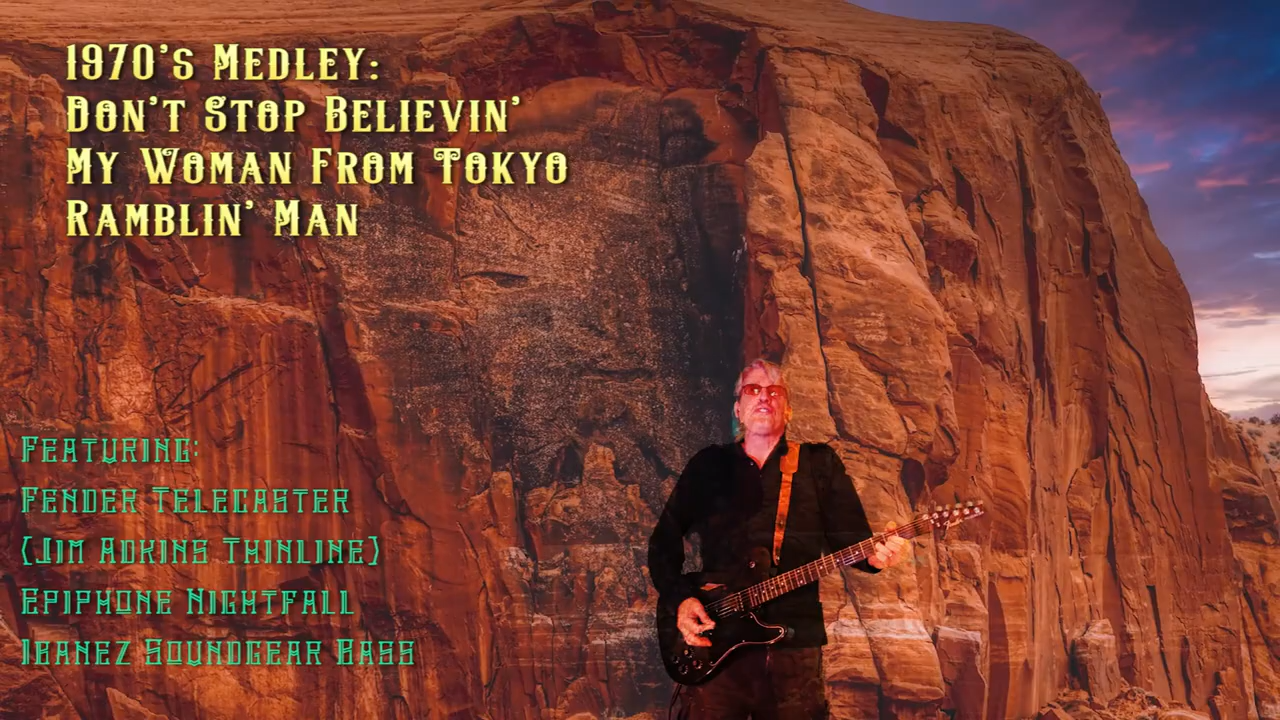 1970's Medley:
Don't Stop Believin'
My Woman From Tokyo
Ramblin' Man
Featuring:
Fender Telecaster
(Jim Adkins Thinline)
Epiphone Nightfall
Ibanez Soundgear Bass